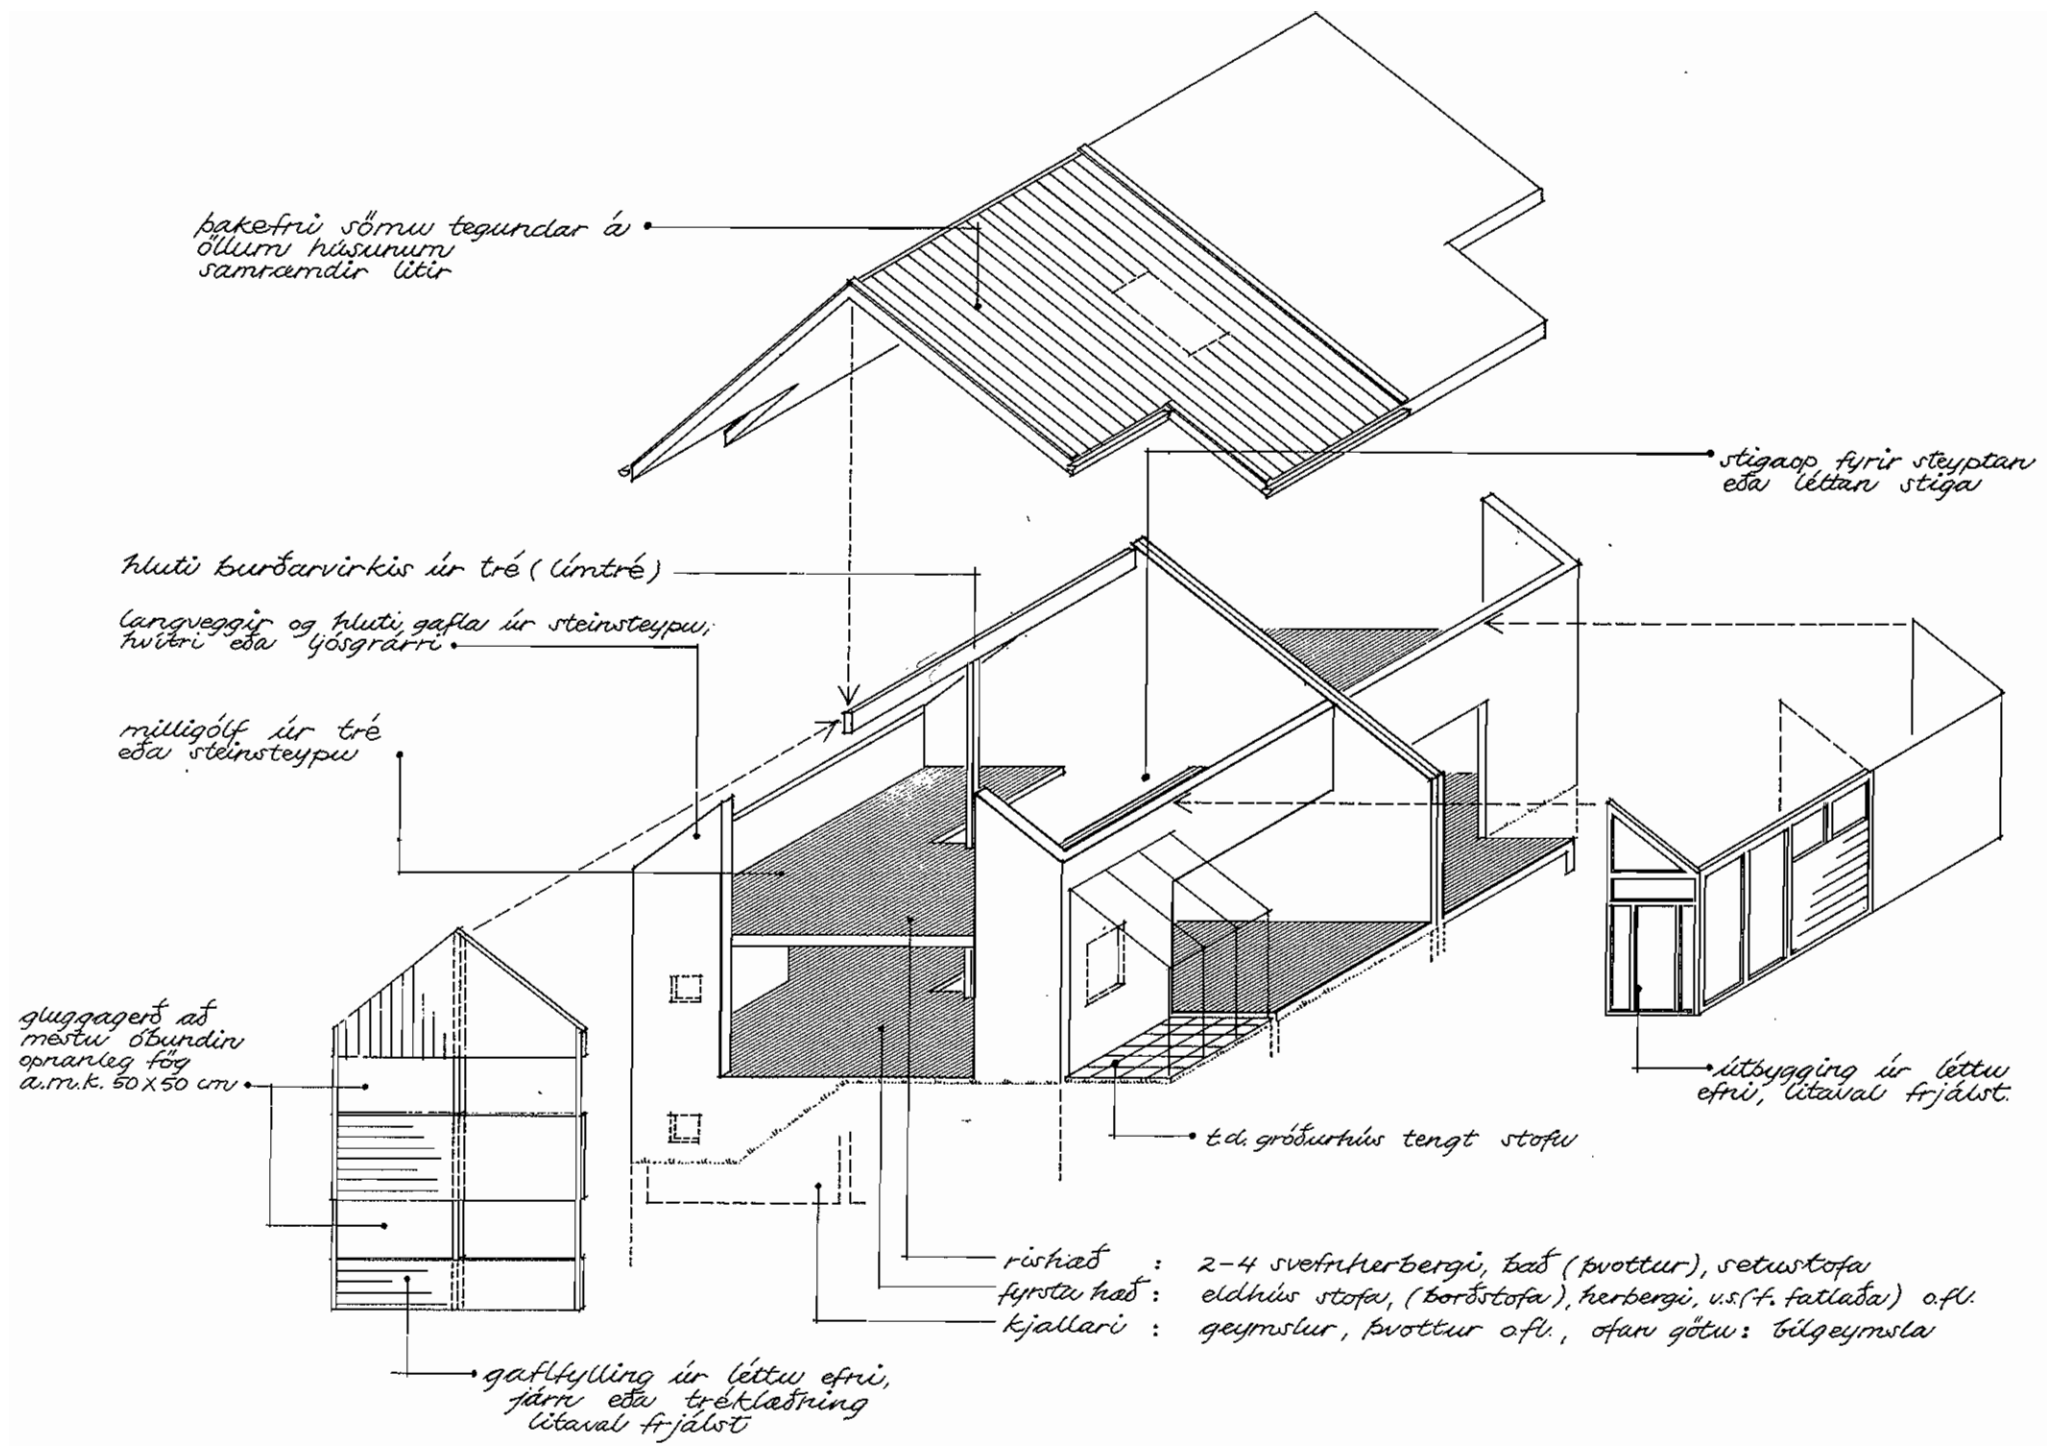 þakefni sömu tegundar á
öllum húsunum
samræmdir litir
stigaop fyrir steyptan
eða léttan stiga
hluti burðarvirkis úr tré (límtré)
langveggir og hluti gafla úr steinsteypu,
hvítri eða ljósgrárri
milligólf úr tré
eða steinsteypu
gluggagerð að
mestu óbundin
opnanleg fög
a.m.k. 50x50 cm
útbygging úr léttu
efni, litaval frjálst.
t.d. gróðurhús tengt stofu
rishæð : 2-4 svefnherbergi, bað (þvottur), setustofa
fyrstu hæð : eldhús stofa, (borðstofa), herbergi, v.s. (f. fatlaða) o.fl.
kjallari : geymslur, þvottur o.fl., ofan götu: bílgeymsla
gaflfylling úr léttu efni,
járn eða tréklæðning
litaval frjálst